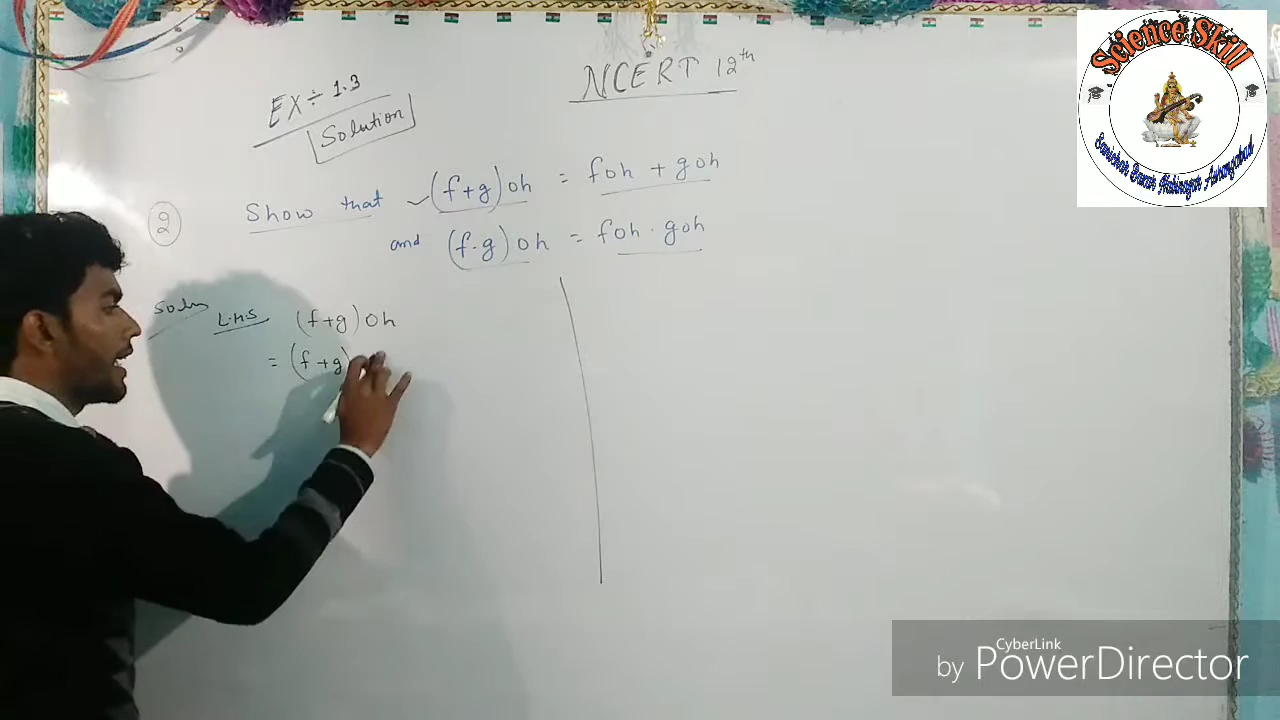 NCERT 12th
EX ÷ 1.3
Solution
2 Show that (f+g)oh = foh + goh
and (f.g)oh = foh . goh
Soln L.H.S (f+g)oh
= (f+g)
Science Skill
CyberLink
by PowerDirector